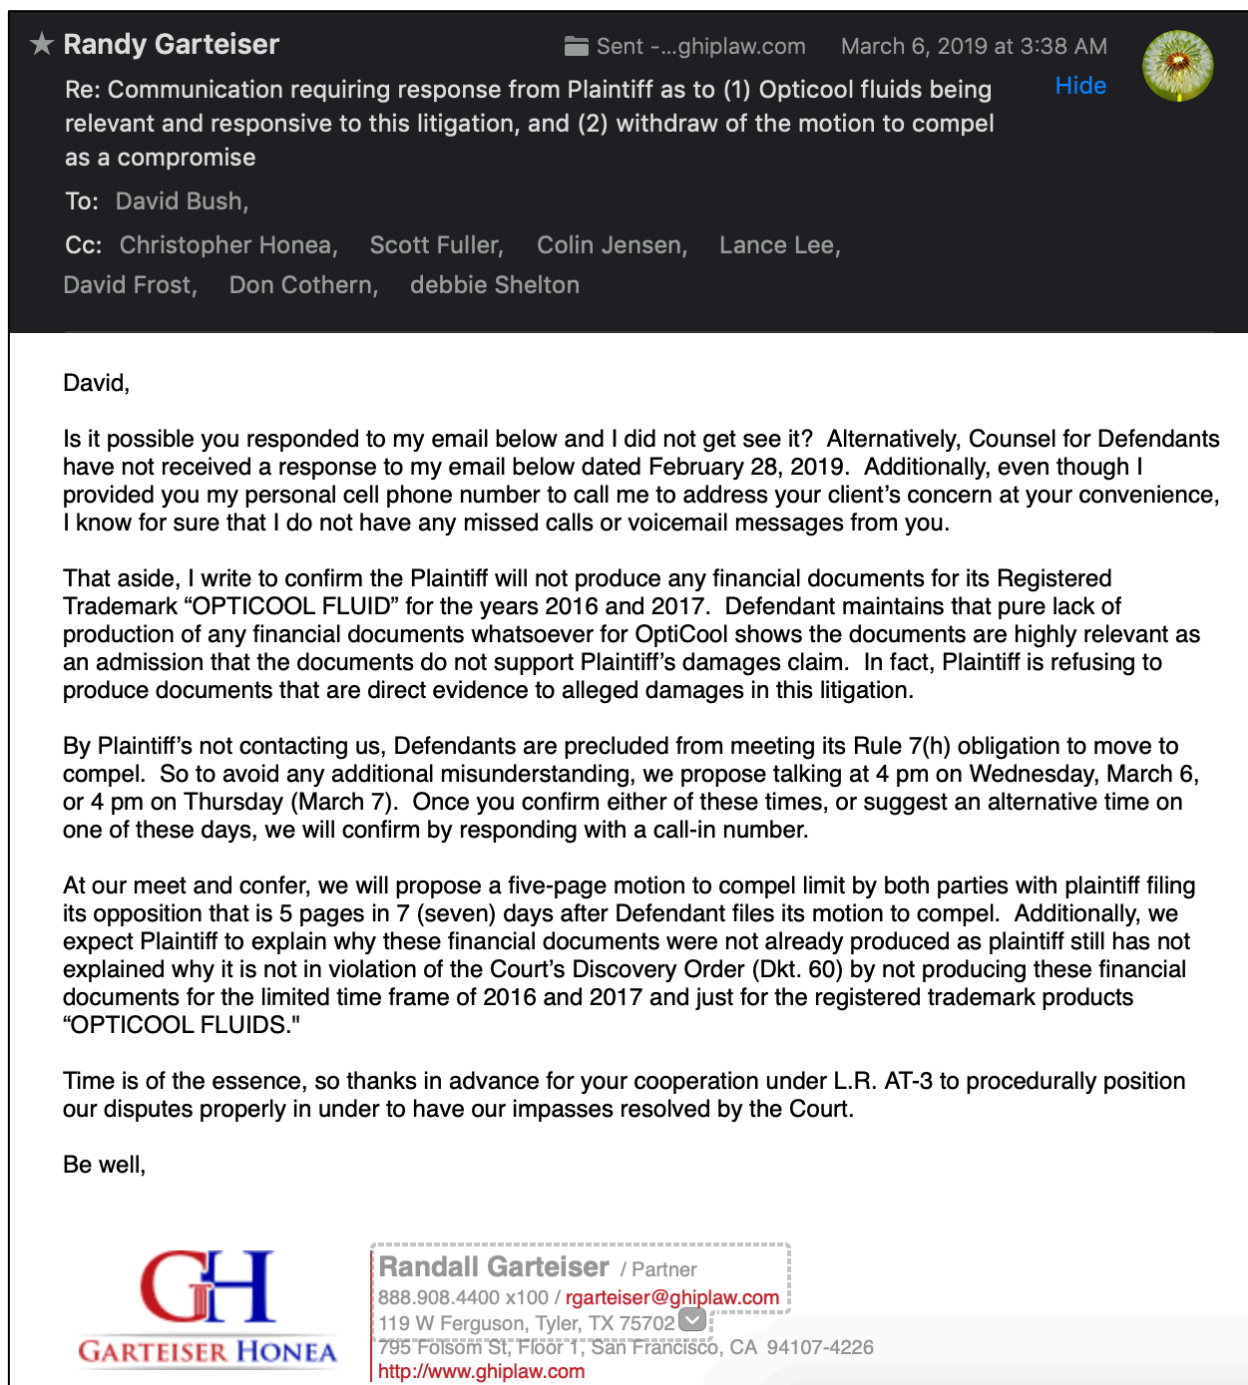 Randy Garteiser
Sent -...ghiplaw.com March 6, 2019 at 3:38 AM
Re: Communication requiring response from Plaintiff as to (1) Opticool fluids being
Hide
relevant and responsive to this litigation, and (2) withdraw of the motion to compel
as a compromise
To: David Bush,
Cc: Christopher Honea, Scott Fuller, Colin Jensen, Lance Lee,
David Frost, Don Cothern, debbie Shelton
David,
Is it possible you responded to my email below and I did not get see it? Alternatively, Counsel for Defendants
have not received a response to my email below dated February 28, 2019. Additionally, even though I
provided you my personal cell phone number to call me to address your client’s concern at your convenience,
I know for sure that I do not have any missed calls or voicemail messages from you.
That aside, I write to confirm the Plaintiff will not produce any financial documents for its Registered
Trademark “OPTICOOL FLUID” for the years 2016 and 2017. Defendant maintains that pure lack of
production of any financial documents whatsoever for OptiCool shows the documents are highly relevant as
an admission that the documents do not support Plaintiff’s damages claim. In fact, Plaintiff is refusing to
produce documents that are direct evidence to alleged damages in this litigation.
By Plaintiff’s not contacting us, Defendants are precluded from meeting its Rule 7(h) obligation to move to
compel. So to avoid any additional misunderstanding, we propose talking at 4 pm on Wednesday, March 6,
or 4 pm on Thursday (March 7). Once you confirm either of these times, or suggest an alternative time on
one of these days, we will confirm by responding with a call-in number.
At our meet and confer, we will propose a five-page motion to compel limit by both parties with plaintiff filing
its opposition that is 5 pages in 7 (seven) days after Defendant files its motion to compel. Additionally, we
expect Plaintiff to explain why these financial documents were not already produced as plaintiff still has not
explained why it is not in violation of the Court’s Discovery Order (Dkt. 60) by not producing these financial
documents for the limited time frame of 2016 and 2017 and just for the registered trademark products
“OPTICOOL FLUIDS."
Time is of the essence, so thanks in advance for your cooperation under L.R. AT-3 to procedurally position
our disputes properly in under to have our impasses resolved by the Court.
Be well,
GH
GARTEISER HONEA
Randall Garteiser / Partner
888.908.4400 x100 / rgarteiser@ghiplaw.com
119 W Ferguson, Tyler, TX 75702
795 Folsom St, Floor 1, San Francisco, CA 94107-4226
http://www.ghiplaw.com